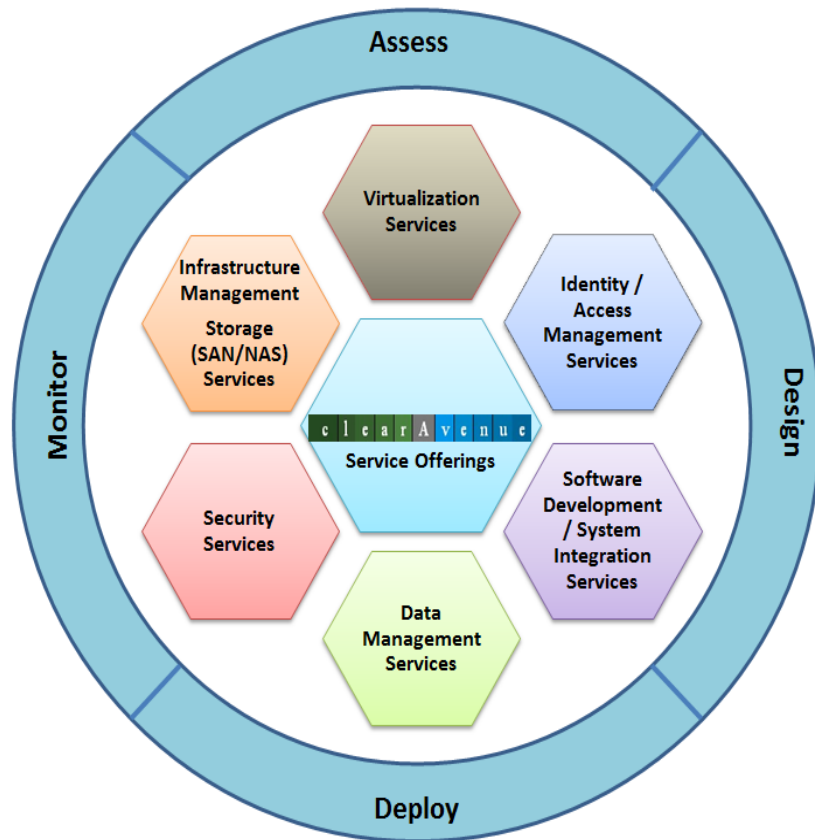 Assess
Virtualization
Services
Infrastructure
Management
Storage
(SAN/NAS)
Services
Identity /
Access
Management
Services
Monitor
Design
clearAvenue
Service Offerings
Security
Services
Software
Development
/ System
Integration
Services
Data
Management
Services
Deploy